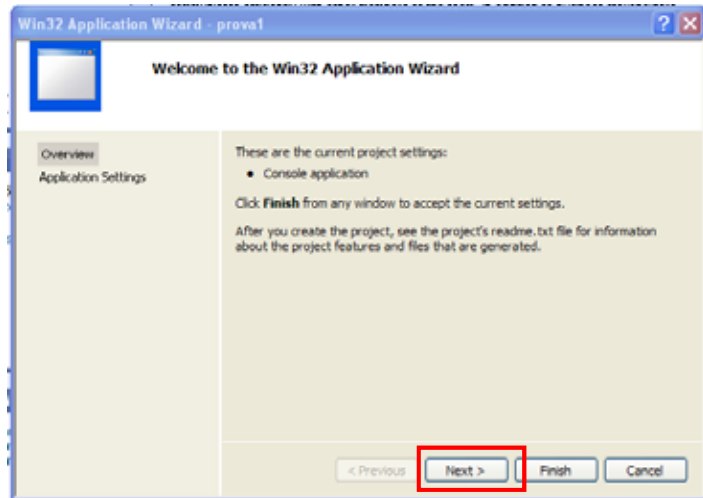 Win32 Application Wizard - prova1
Welcome to the Win32 Application Wizard
Overview
Application Settings
These are the current project settings:
• Console application
Click Finish from any window to accept the current settings.
After you create the project, see the project's readme.txt file for information
about the project features and files that are generated.
< Previous
Next >
Finish
Cancel